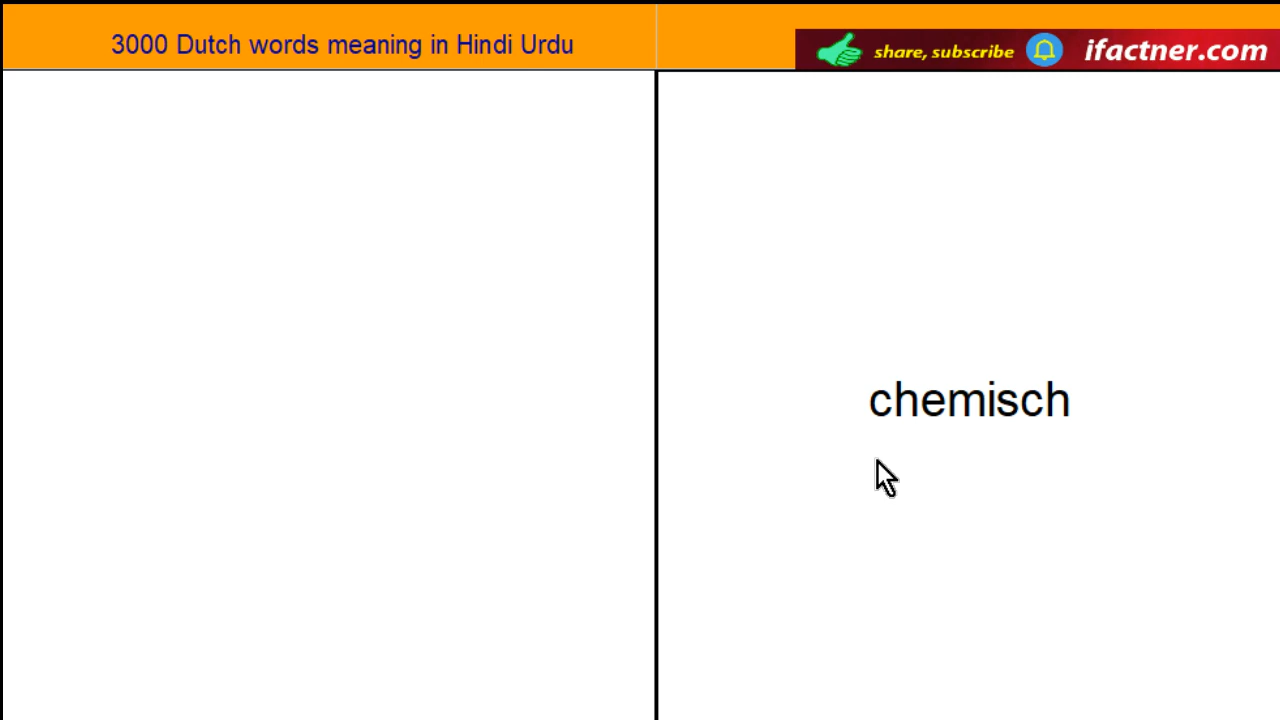 3000 Dutch words meaning in Hindi Urdu
share, subscribe
ifactner.com
chemisch